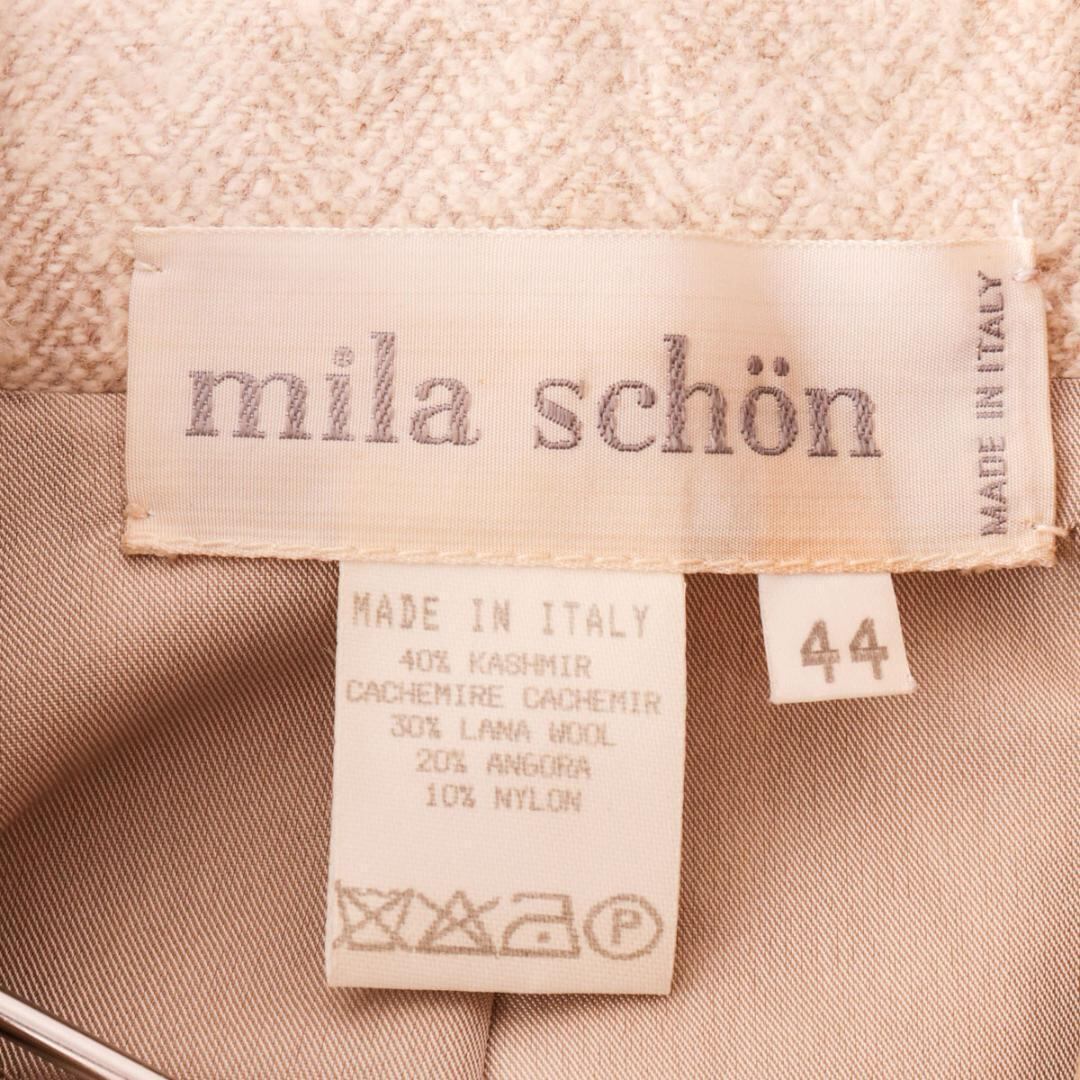 mila schön
MADE IN ITALY
MADE IN ITALY
40% KASHMIR
CACHEMIRE CACHEMIR
30% LANA WOOL
20% ANGORA
10% NYLON
P
44